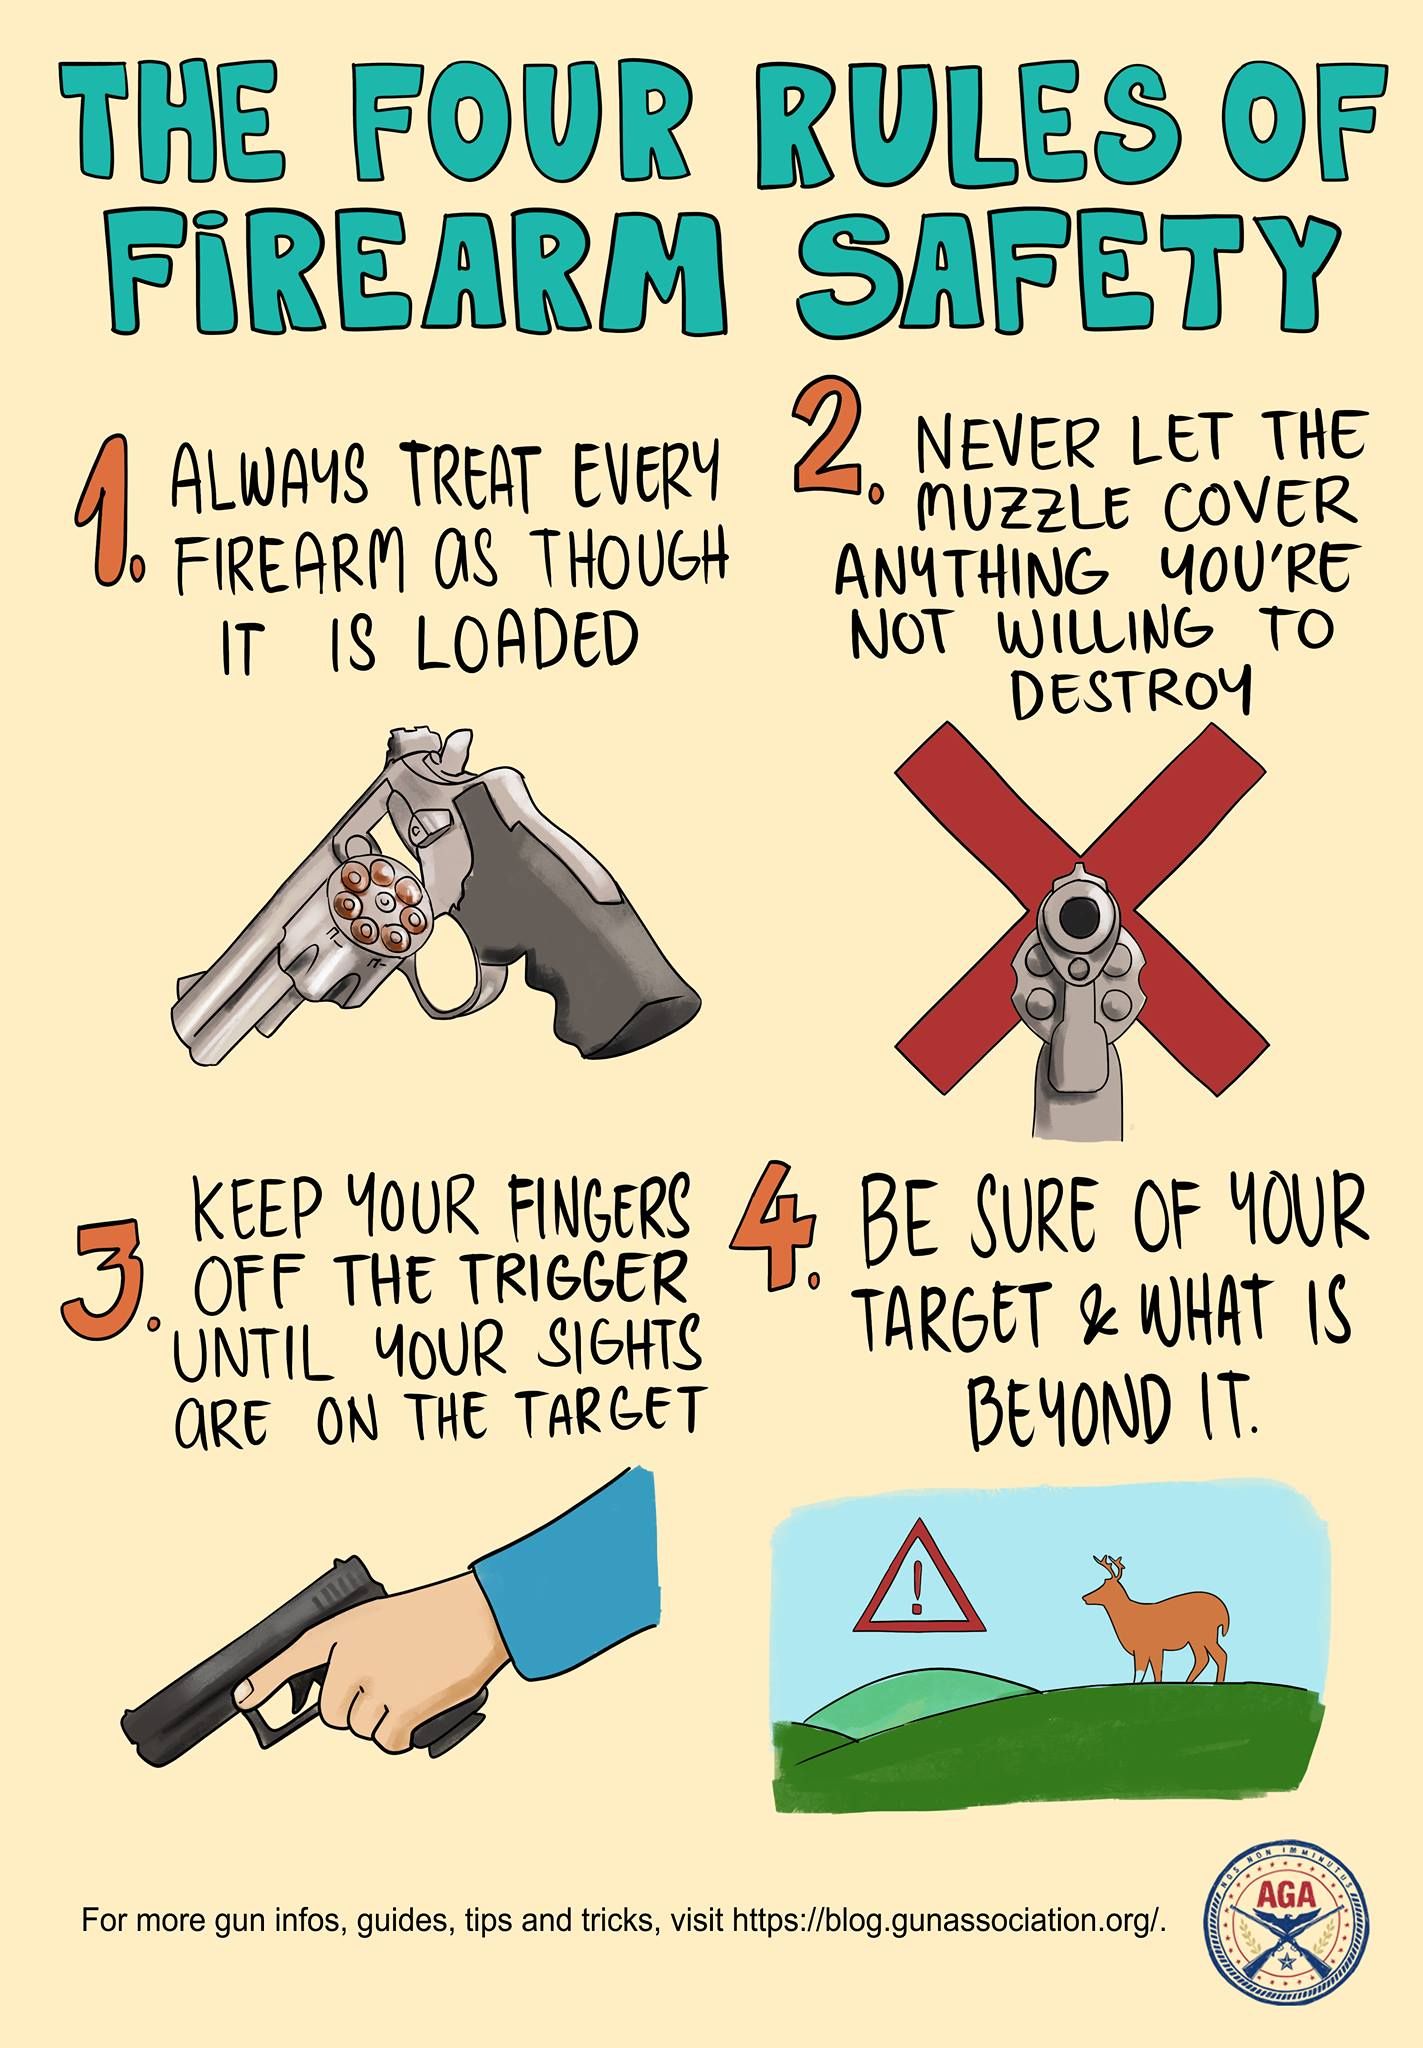 THE FOUR RULES OF
FiREARM SAFETY
1. ALWAYS TREAT EVERY
FIREARM aS THOUGH
IT IS LOADED
2. NEVER LET THE
MUZZLE COVER
ANYTHING YOU'RE
NOT WILLING TO
DESTROY
3. KEEP YOUR FINGERS
OFF THE TRIGGER
UNTIL YOUR SIGHTS
aRE ON THE TARGET
4. BE SURE OF YOUR
TARGET & WHAT IS
BEYOND IT.
!
For more gun infos, guides, tips and tricks, visit https://blog.gunassociation.org/.
NOS NON IMMINUTUS
AGA